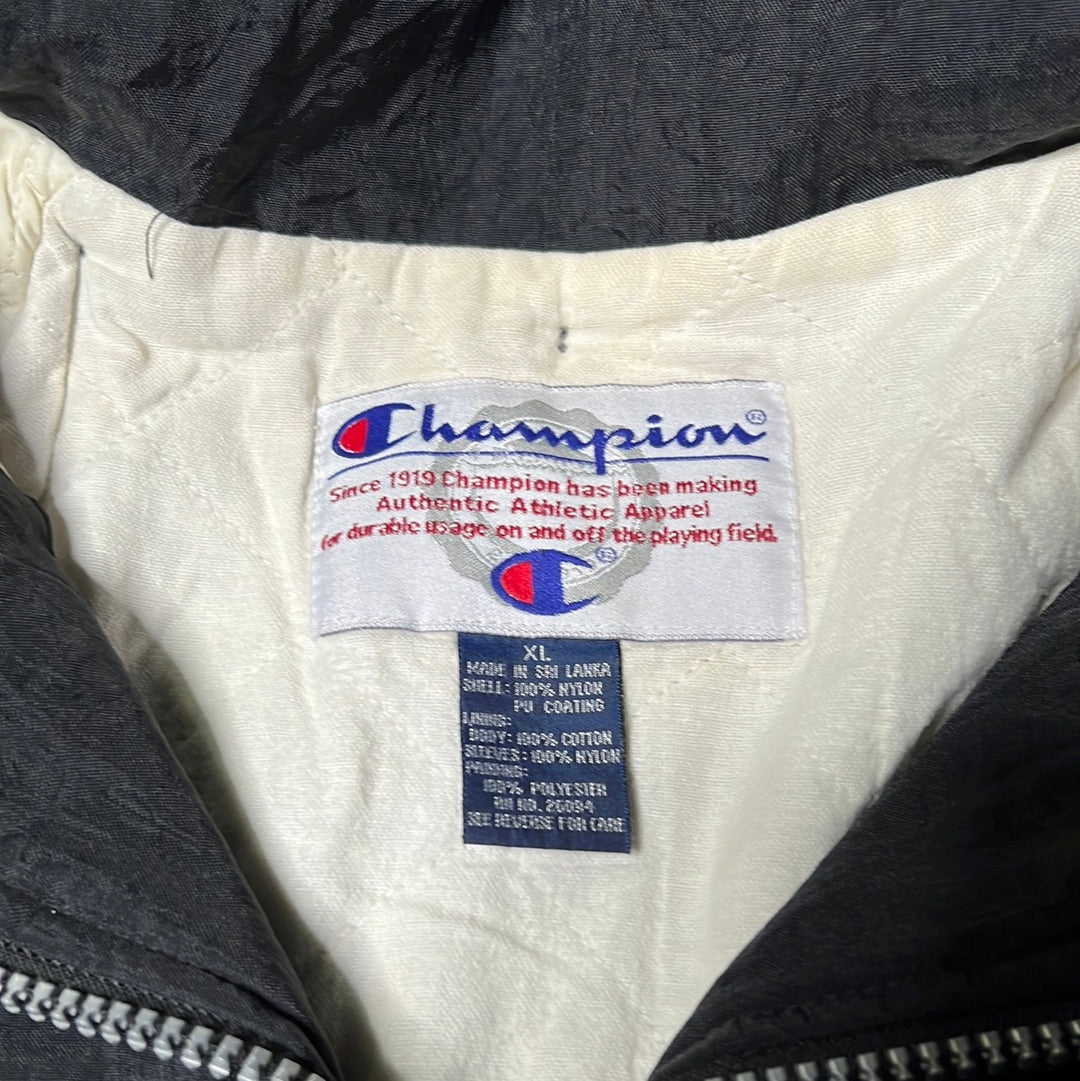 Champion®
Since 1919 Champion has been making
Authentic Athletic Apparel
for durable usage on and off the playing field.
C®
XL
MADE IN SRI LANKA
SHELL: 100% NYLON
PU COATING
LINING:
BODY: 100% COTTON
SLEEVES: 100% NYLON
PADDING:
100% POLYESTER
RN NO. 26094
SEE REVERSE FOR CARE